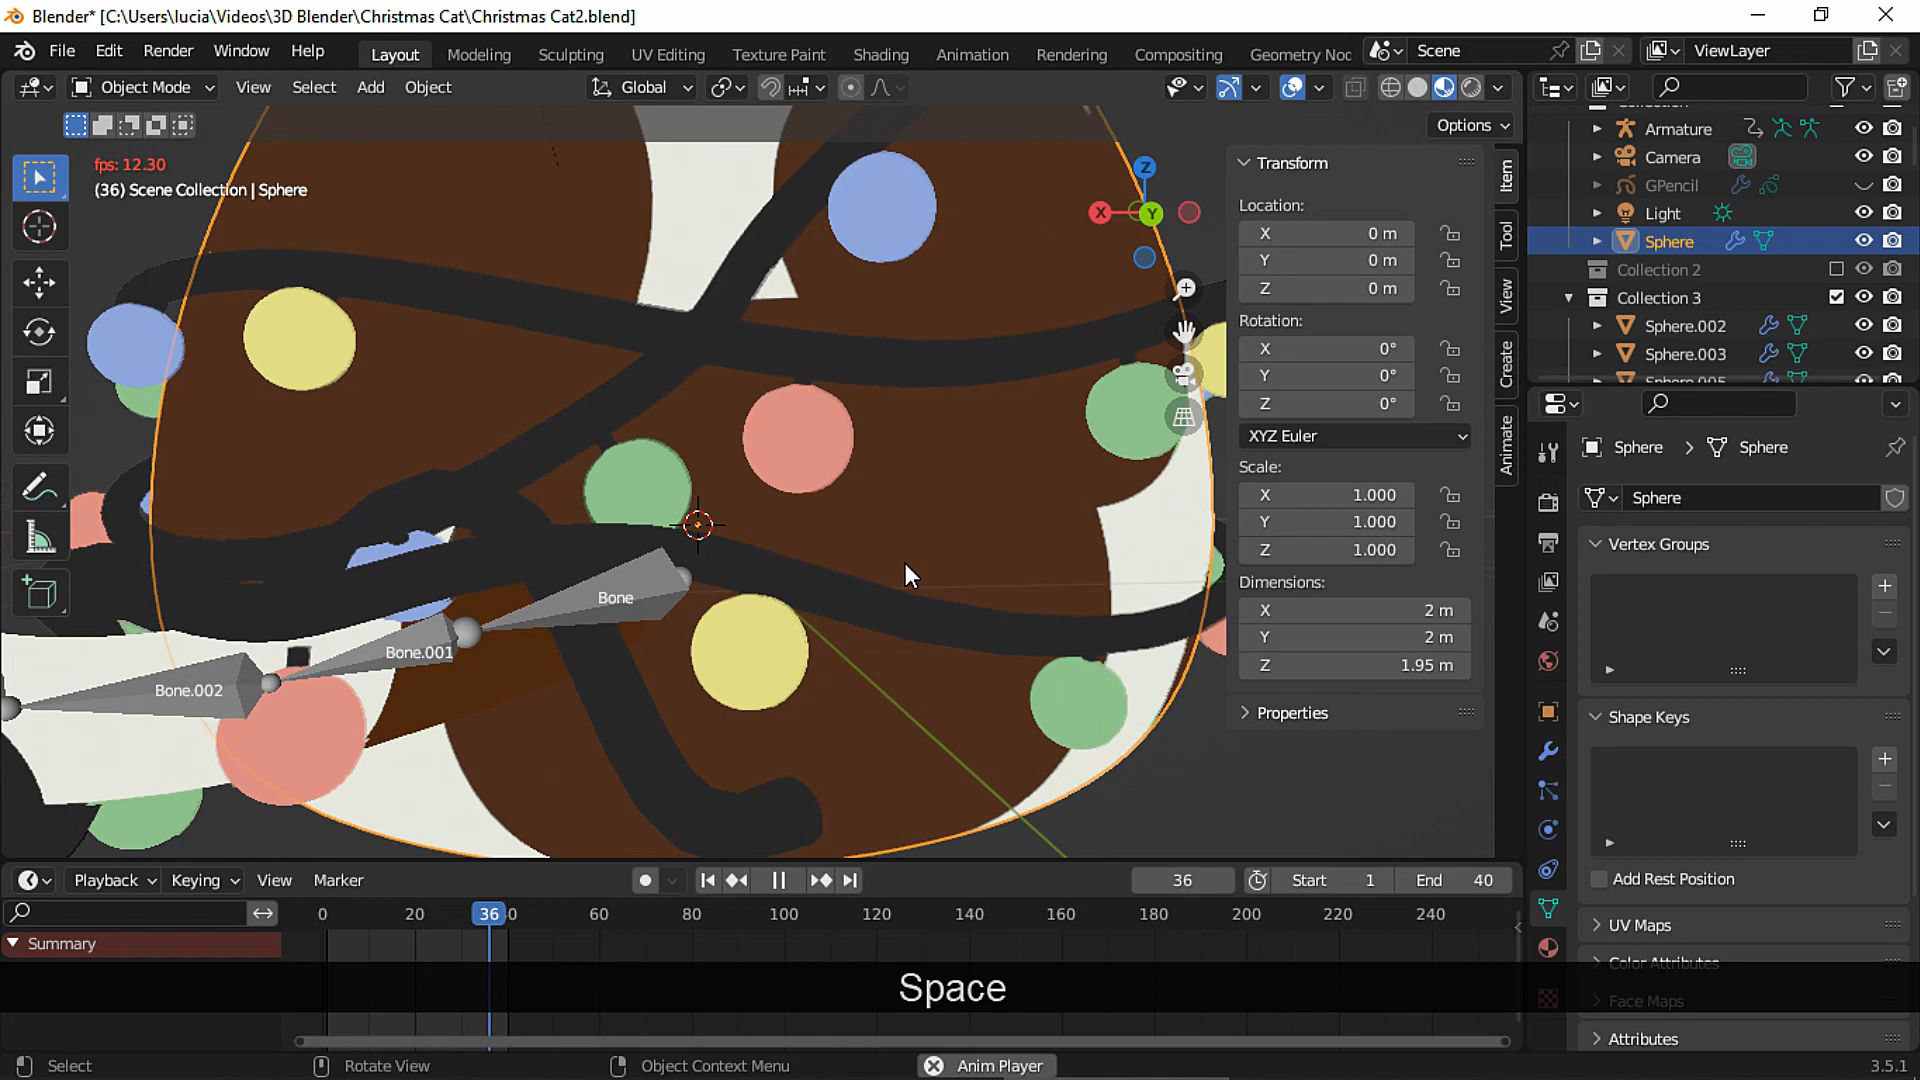 Blender* [C:\Users\lucia\Videos\3D Blender\Christmas Cat\Christmas Cat2.blend]
File Edit Render Window Help Layout Modeling Sculpting UV Editing Texture Paint Shading Animation Rendering Compositing Geometry Noc Scene ViewLayer
Object Mode View Select Add Object Global
Options
fps: 12.30
(36) Scene Collection | Sphere
Z
X
Y
Bone
Bone.001
Bone.002
Transform
Location:
X 0 m
Y 0 m
Z 0 m
Rotation:
X 0°
Y 0°
Z 0°
XYZ Euler
Scale:
X 1.000
Y 1.000
Z 1.000
Dimensions:
X 2 m
Y 2 m
Z 1.95 m
Properties
Item
Tool
View
Create
Animate
Armature
Camera
GPencil
Light
Sphere
Collection 2
Collection 3
Sphere.002
Sphere.003
Sphere.005
Sphere Sphere
Sphere
Vertex Groups
Shape Keys
Add Rest Position
UV Maps
Color Attributes
Face Maps
Attributes
Playback Keying View Marker 36 Start 1 End 40
0 20 36 40 60 80 100 120 140 160 180 200 220 240
Summary
Space
Select Rotate View Object Context Menu Anim Player 3.5.1